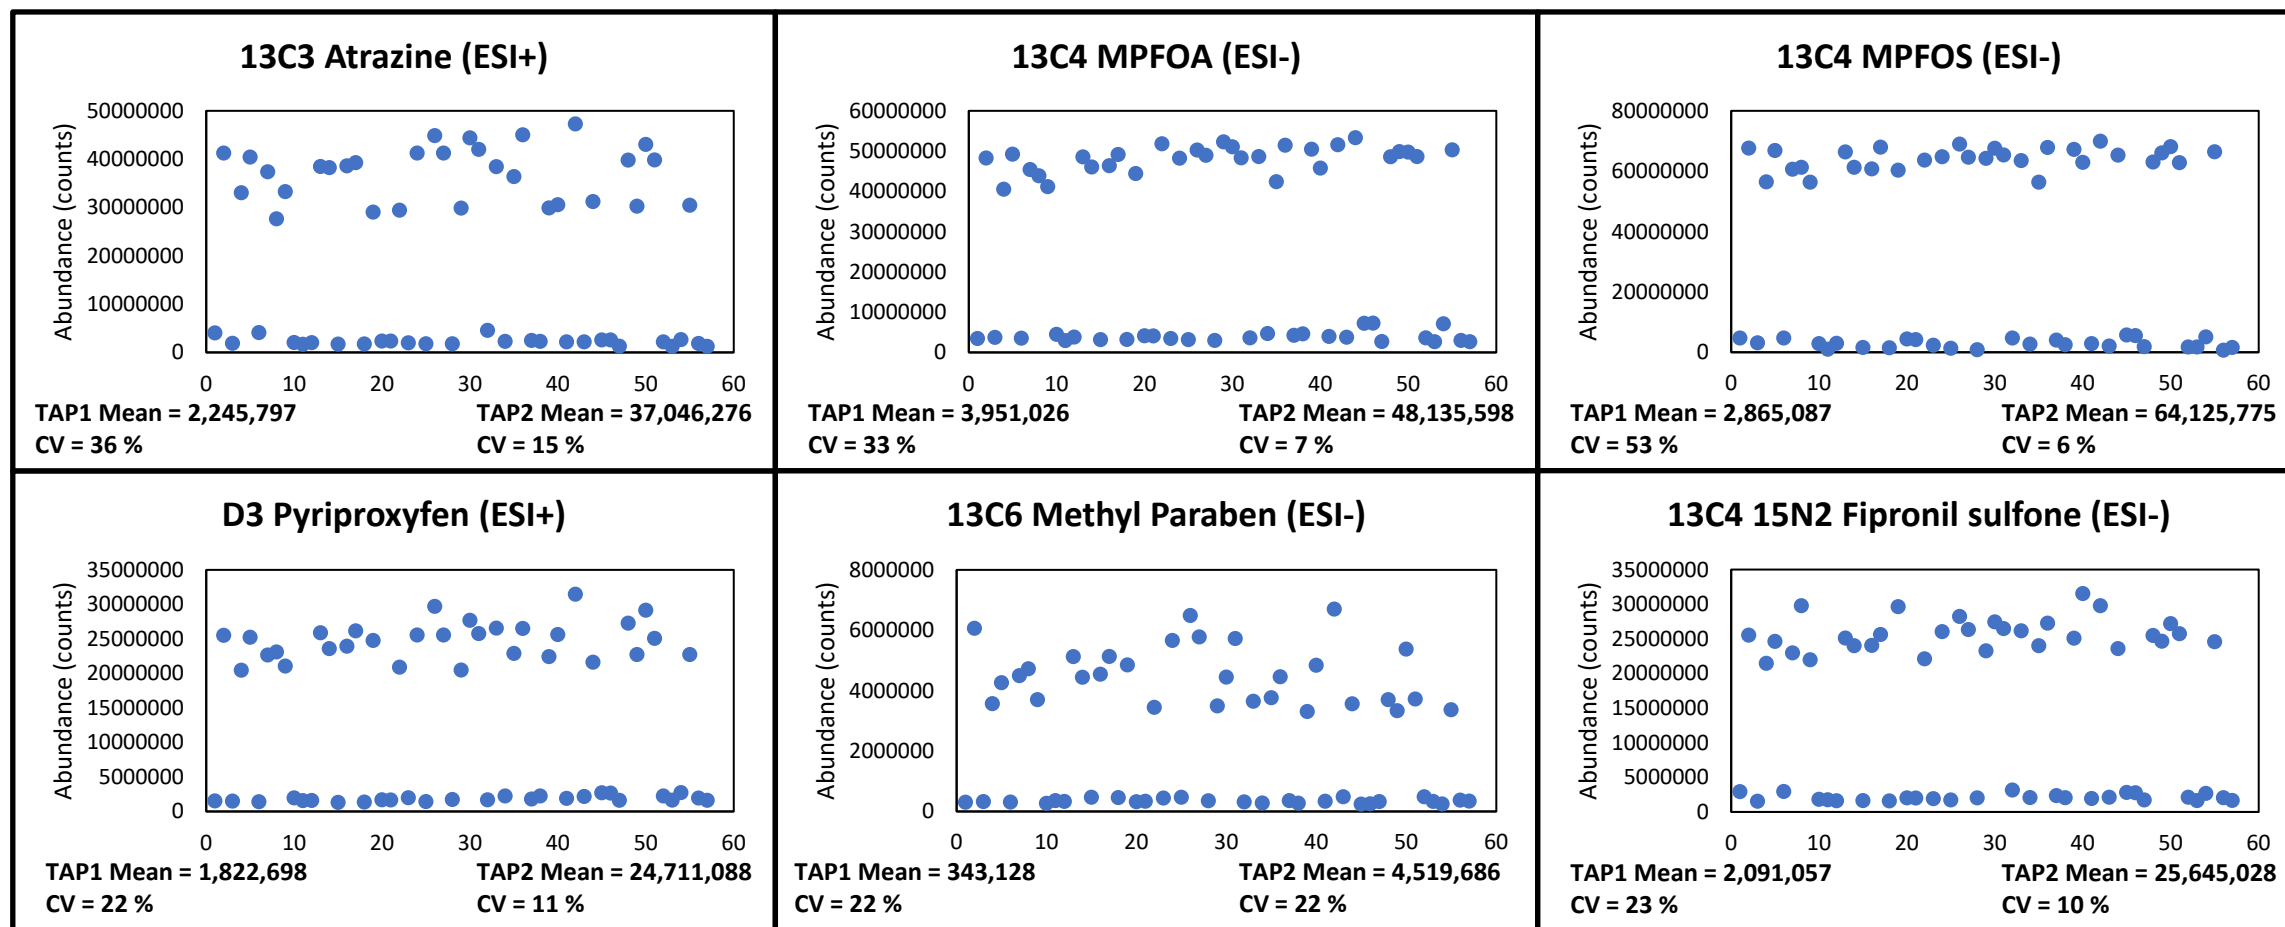 13C3 Atrazine (ESI+)
Abundance (counts)
50000000
40000000
30000000
20000000
10000000
0
0 10 20 30 40 50 60
TAP1 Mean = 2,245,797 TAP2 Mean = 37,046,276
CV = 36 % CV = 15 %
13C4 MPFOA (ESI-)
Abundance (counts)
60000000
50000000
40000000
30000000
20000000
10000000
0
0 10 20 30 40 50 60
TAP1 Mean = 3,951,026 TAP2 Mean = 48,135,598
CV = 33 % CV = 7 %
13C4 MPFOS (ESI-)
Abundance (counts)
80000000
60000000
40000000
20000000
0
0 10 20 30 40 50 60
TAP1 Mean = 2,865,087 TAP2 Mean = 64,125,775
CV = 53 % CV = 6 %
D3 Pyriproxyfen (ESI+)
Abundance (counts)
35000000
30000000
25000000
20000000
15000000
10000000
5000000
0
0 10 20 30 40 50 60
TAP1 Mean = 1,822,698 TAP2 Mean = 24,711,088
CV = 22 % CV = 11 %
13C6 Methyl Paraben (ESI-)
Abundance (counts)
8000000
6000000
4000000
2000000
0
0 10 20 30 40 50 60
TAP1 Mean = 343,128 TAP2 Mean = 4,519,686
CV = 22 % CV = 22 %
13C4 15N2 Fipronil sulfone (ESI-)
Abundance (counts)
35000000
30000000
25000000
20000000
15000000
10000000
5000000
0
0 10 20 30 40 50 60
TAP1 Mean = 2,091,057 TAP2 Mean = 25,645,028
CV = 23 % CV = 10 %